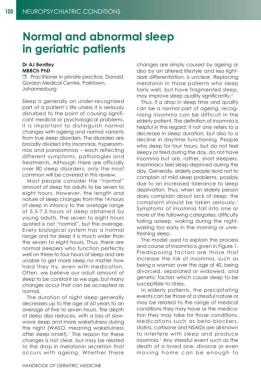 100 NEUROPSYCHIATRIC CONDITIONS
Normal and abnormal sleep
in geriatric patients
Dr AJ Bentley
MBBCh PhD
Practitioner in private practice, Donald
Gordon Medical Centre, Parktown,
Johannesburg
Sleep is generally an under-recognised
part of a patient's life unless it is seriously
disturbed to the point of causing signifi-
cant medical or psychological problems.
It is important to distinguish normal
changes with ageing and normal variants
from true sleep disorders. The disorders are
broadly divided into insomnia, hypersom-
nias and parasomnias – each reflecting
different symptoms, pathologies and
treatments. Although there are officially
over 80 sleep disorders, only the most
common will be covered in this review.
Most people consider the "normal"
amount of sleep for adults to be seven to
eight hours. However, the length and
nature of sleep changes from the 14 hours
of sleep in infancy to the average range
of 5.5-7.5 hours of sleep obtained by
young adults. The seven to eight hours
quoted is not "normal", but the average.
Every biological system has a normal
range and for sleep it is much wider than
the seven to eight hours. Thus, there are
normal sleepers who function perfectly
well on three to four hours of sleep and are
unable to get more sleep no matter how
hard they try, even with medication.
Often, we believe our adult amount of
sleep to be constant as we age, but many
changes occur that can be accepted as
normal.
The duration of night sleep generally
decreases up to the age of 60 years to an
average of five to seven hours. The depth
of sleep also reduces, with a loss of slow-
wave sleep and more wakefulness during
the night (WASO, meaning wakefulness
after sleep onset). The reason for these
changes is not clear, but may be related
to the drop in melatonin secretion that
occurs with ageing. Whether these
changes are simply caused by ageing or
also by an altered lifestyle and less light-
dark differentiation, is unclear. Replacing
melatonin in those patients who sleep
fairly well, but have fragmented sleep,
may improve sleep quality significantly.
Thus, if a drop in sleep time and quality
can be a normal part of ageing, recog-
nising insomnia can be difficult in the
elderly patient. The definition of insomnia is
helpful in this regard; it not only refers to a
decrease in sleep duration, but also to a
decline in daytime functioning. People
who sleep for four hours, but do not feel
sleepy or tired during the day, do not have
insomnia but are, rather, short sleepers.
Insomniacs feel sleep-deprived during the
day. Generally, elderly people tend not to
complain of mild sleep problems, possibly
due to an increased tolerance to sleep
deprivation. Thus, when an elderly person
does complain about lack of sleep, the
complaint should be taken seriously.
Symptoms of insomnia fall into one or
more of the following categories: difficulty
falling asleep, waking during the night,
waking too early in the morning or unre-
freshing sleep.
The model used to explain the process
and course of insomnia is given in Figure 1.
Predisposing factors are those that
increase the risk of insomnia, such as
being a woman over the age of 40, being
divorced, separated or widowed, and
genetic factors which cause sleep to be
susceptible to stress.
In elderly patients, the precipitating
events can be those of a stressful nature or
may be related to the range of medical
conditions they may have or the medica-
tion they may take for those conditions.
Medications such as beta-blockers,
statins, cortisone and NSAIDs are all known
to interfere with sleep and produce
insomnia. Any stressful event such as the
death of a loved one, divorce or even
moving home can be enough to
HANDBOOK OF GERIATRIC MEDICINE